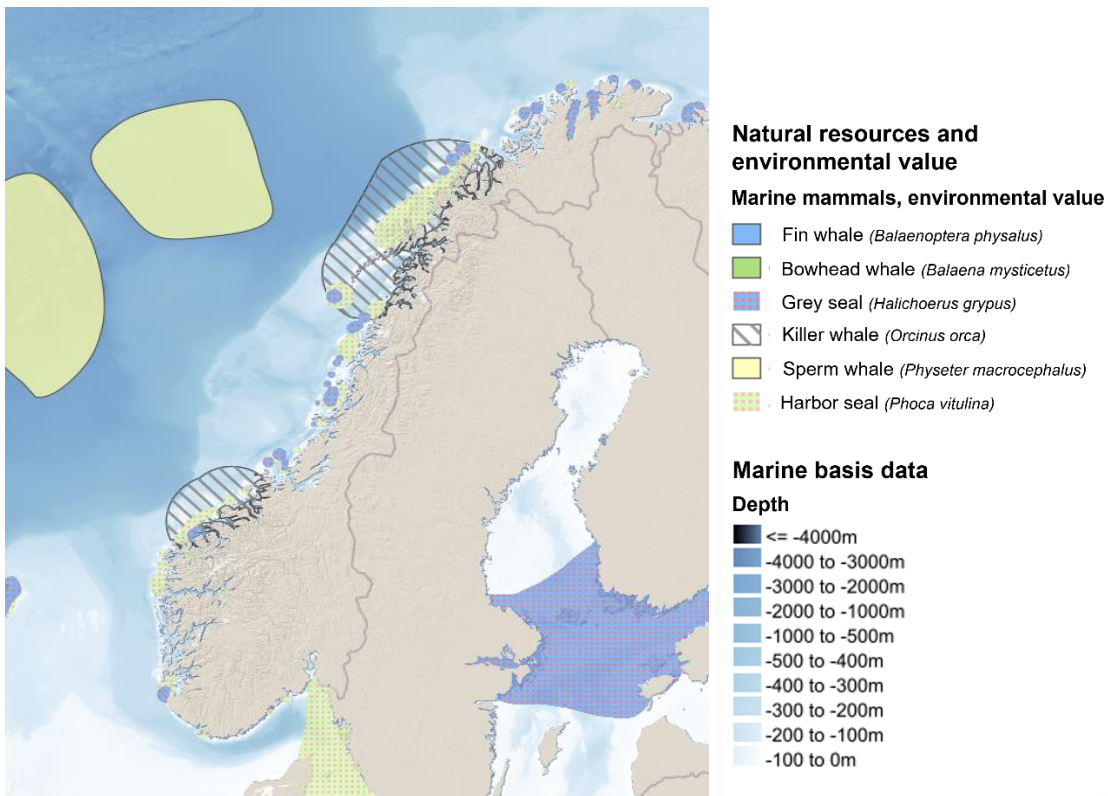 Natural resources and
environmental value
Marine mammals, environmental value
Fin whale (Balaenoptera physalus)
Bowhead whale (Balaena mysticetus)
Grey seal (Halichoerus grypus)
Killer whale (Orcinus orca)
Sperm whale (Physeter macrocephalus)
Harbor seal (Phoca vitulina)
Marine basis data
Depth
<= -4000m
-4000 to -3000m
-3000 to -2000m
-2000 to -1000m
-1000 to -500m
-500 to -400m
-400 to -300m
-300 to -200m
-200 to -100m
-100 to 0m